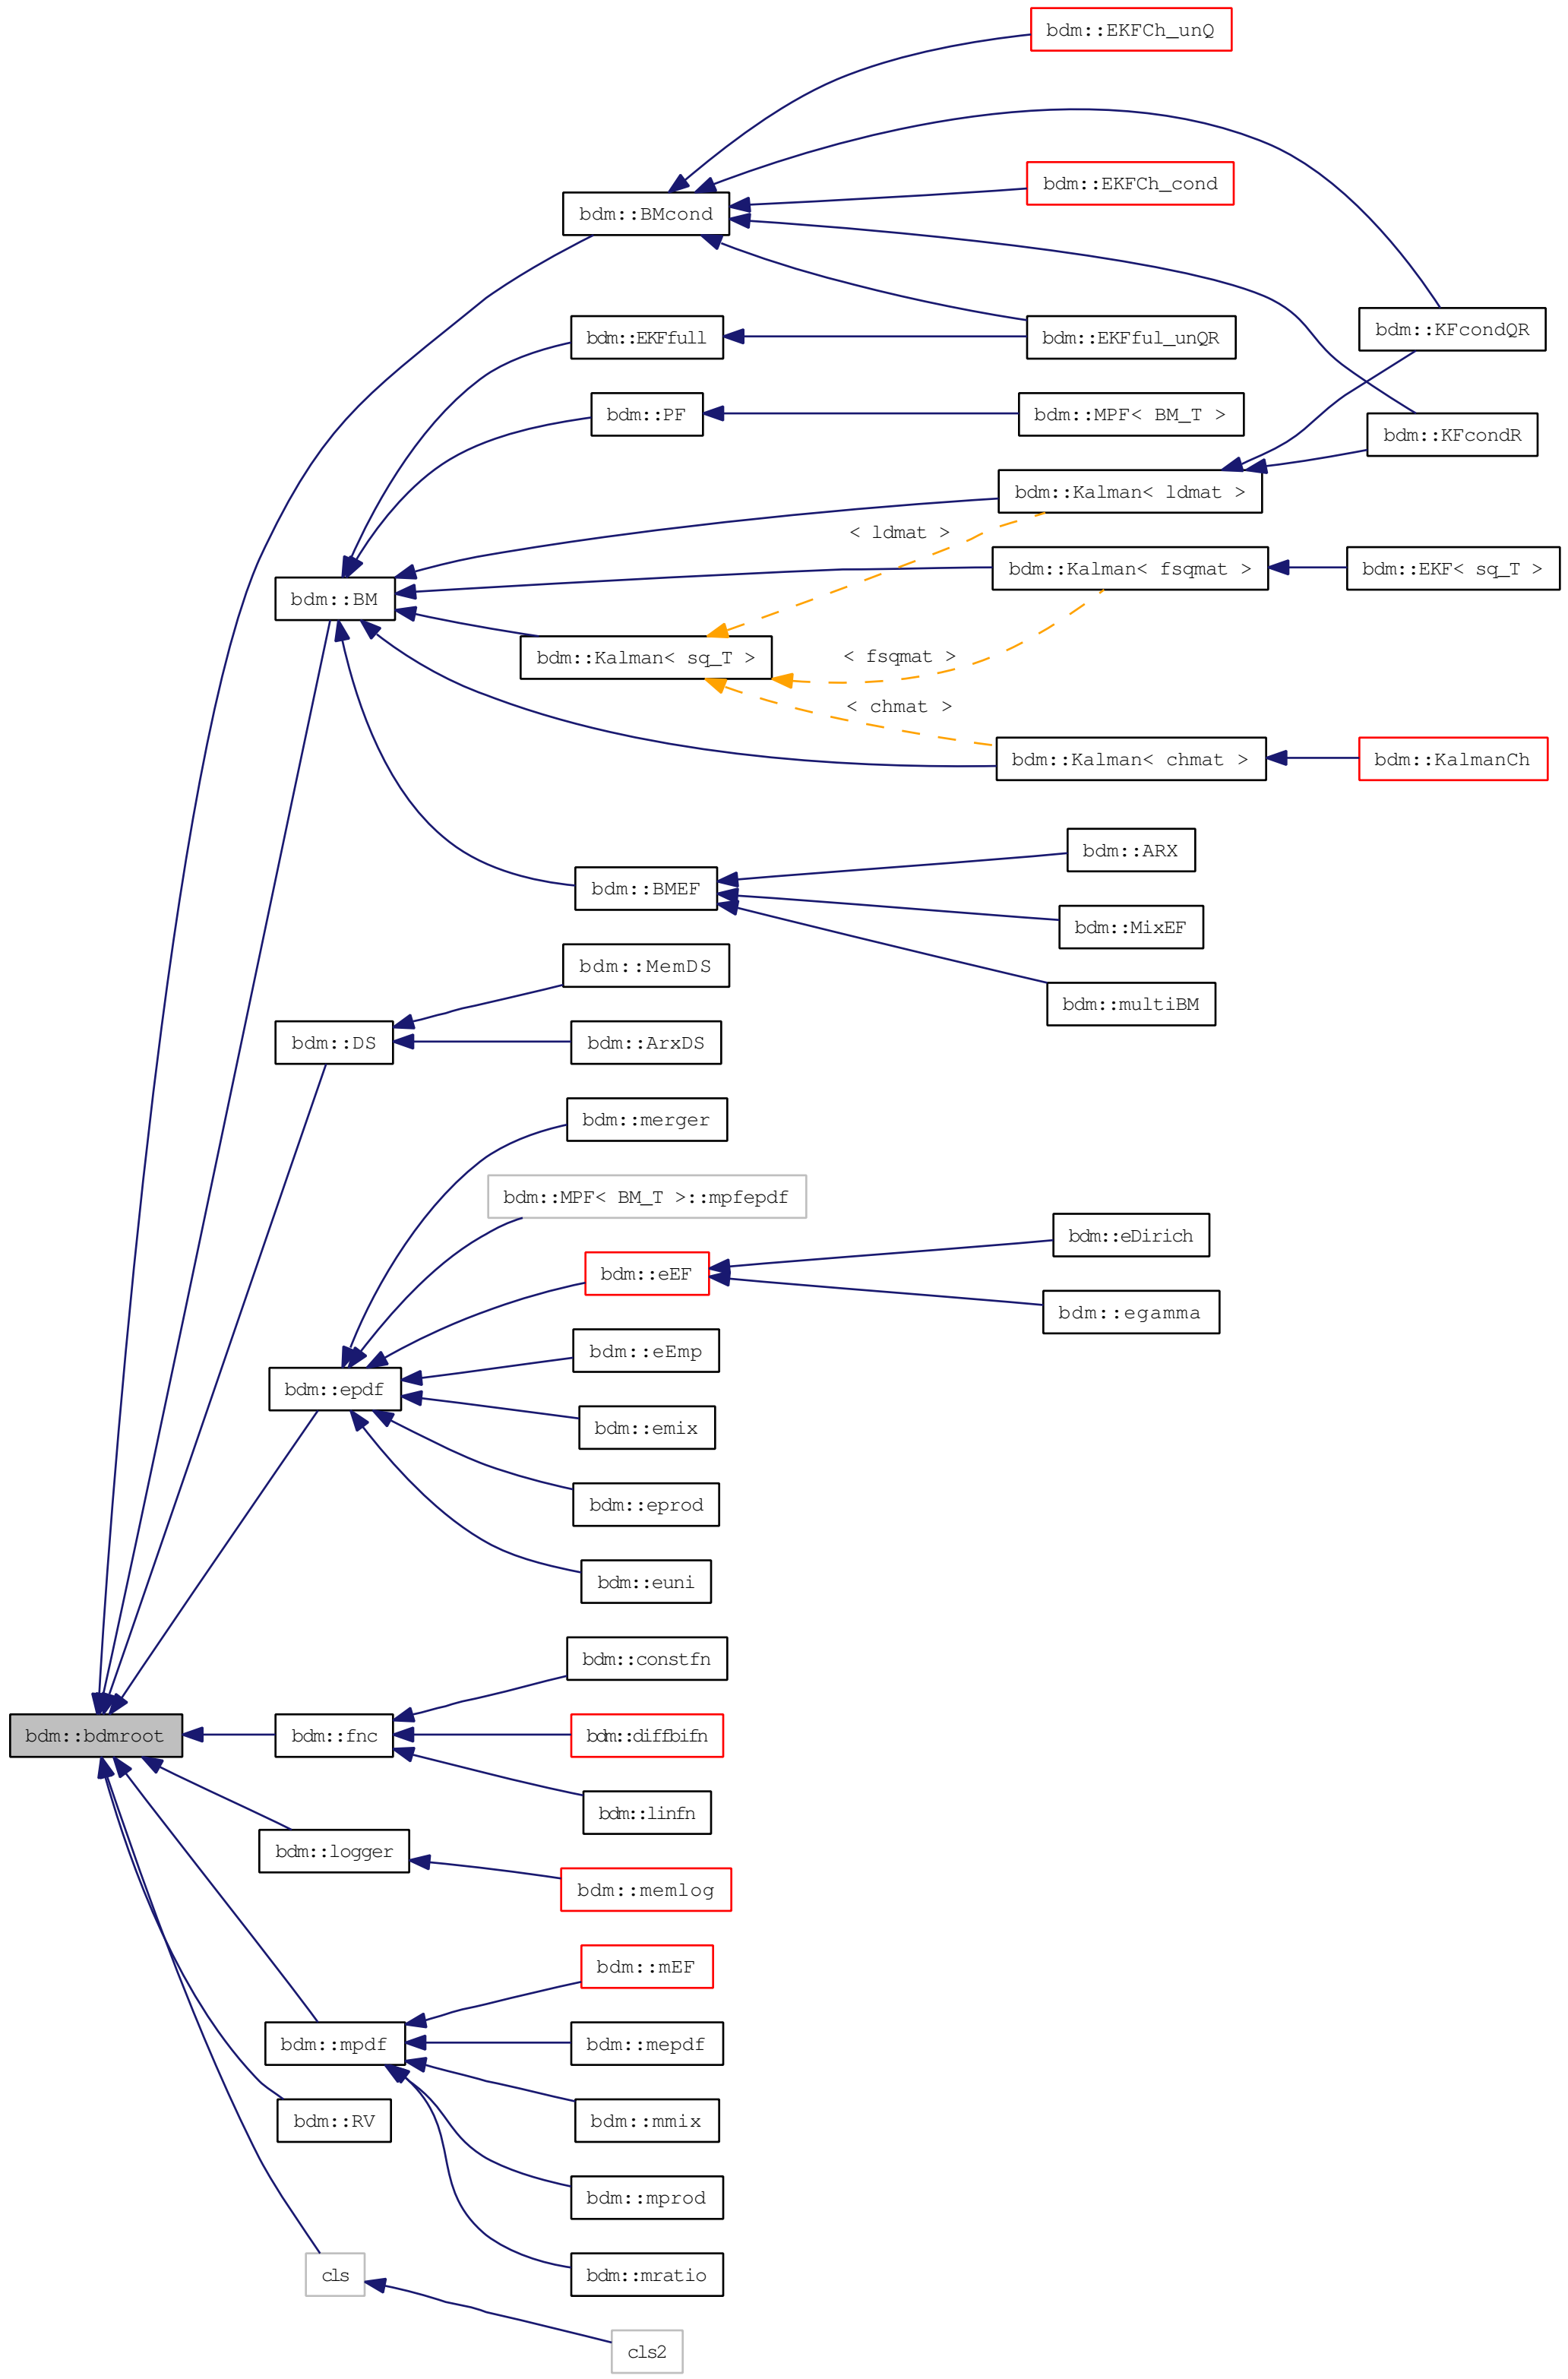 bdm::EKFCh_unQ
bdm::EKFCh_cond
bdm::BMcond
bdm::KFcondQR
bdm::EKFfull
bdm::EKFful_unQR
bdm::PF
bdm::MPF< BM_T >
bdm::KFcondR
bdm::Kalman< ldmat >
< ldmat >
bdm::Kalman< fsqmat >
bdm::EKF< sq_T >
bdm::BM
bdm::Kalman< sq_T >
< fsqmat >
< chmat >
bdm::Kalman< chmat >
bdm::KalmanCh
bdm::ARX
bdm::BMEF
bdm::MixEF
bdm::MemDS
bdm::multiBM
bdm::DS
bdm::ArxDS
bdm::merger
bdm::MPF< BM_T >::mpfepdf
bdm::eDirich
bdm::eEF
bdm::egamma
bdm::eEmp
bdm::epdf
bdm::emix
bdm::eprod
bdm::euni
bdm::constfn
bdm::bdmroot
bdm::fnc
bdm::diffbifn
bdm::linfn
bdm::logger
bdm::memlog
bdm::mEF
bdm::mpdf
bdm::mepdf
bdm::RV
bdm::mmix
bdm::mprod
cls
bdm::mratio
cls2